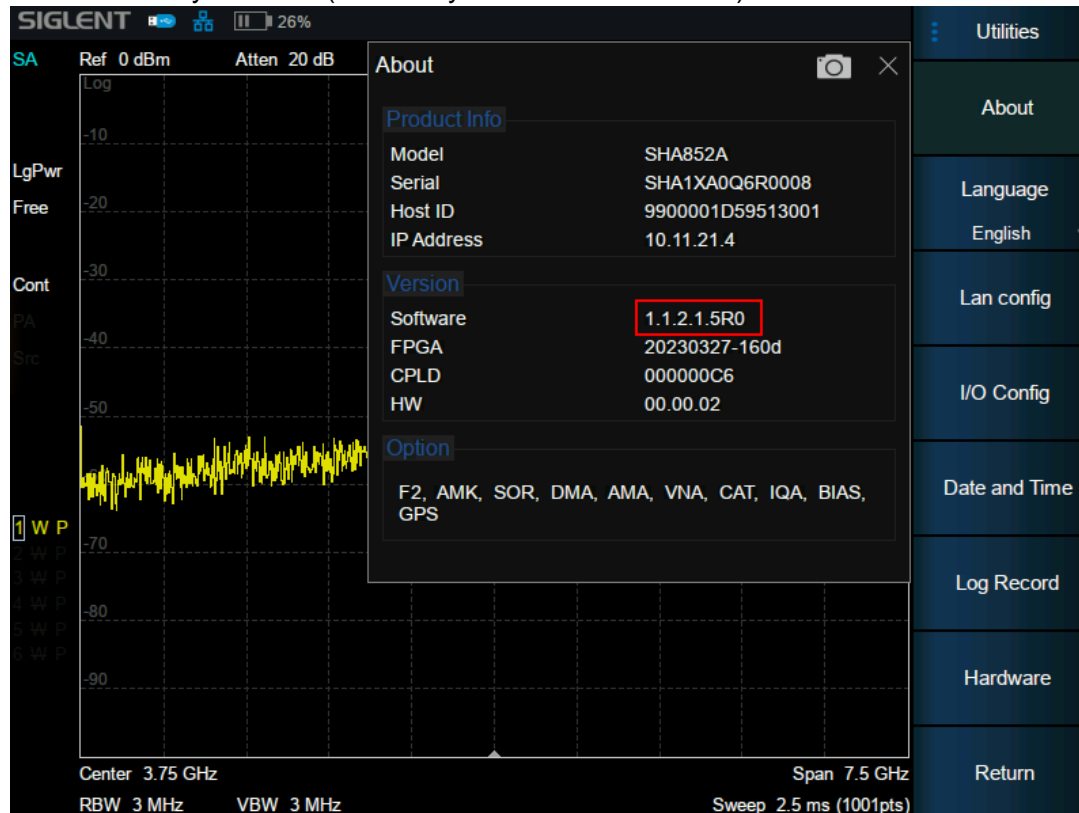 SIGLENT 26%
Utilities
SA Ref 0 dBm Atten 20 dB
About
Log
Product Info
About
-10
Model SHA852A
LgPwr
Serial SHA1XA0Q6R0008
Language
Free -20
Host ID 9900001D59513001
English
IP Address 10.11.21.4
-30
Cont
Version
Lan config
PA
Software 1.1.2.1.5R0
-40
FPGA 20230327-160d
Src
CPLD 000000C6
I/O Config
-50
HW 00.00.02
Option
F2, AMK, SOR, DMA, AMA, VNA, CAT, IQA, BIAS,
GPS
Date and Time
1 W P
-70
2 W P
3 W P
Log Record
4 W P
-80
5 W P
6 W P
-90
Hardware
Center 3.75 GHz Span 7.5 GHz
Return
RBW 3 MHz VBW 3 MHz Sweep 2.5 ms (1001pts)